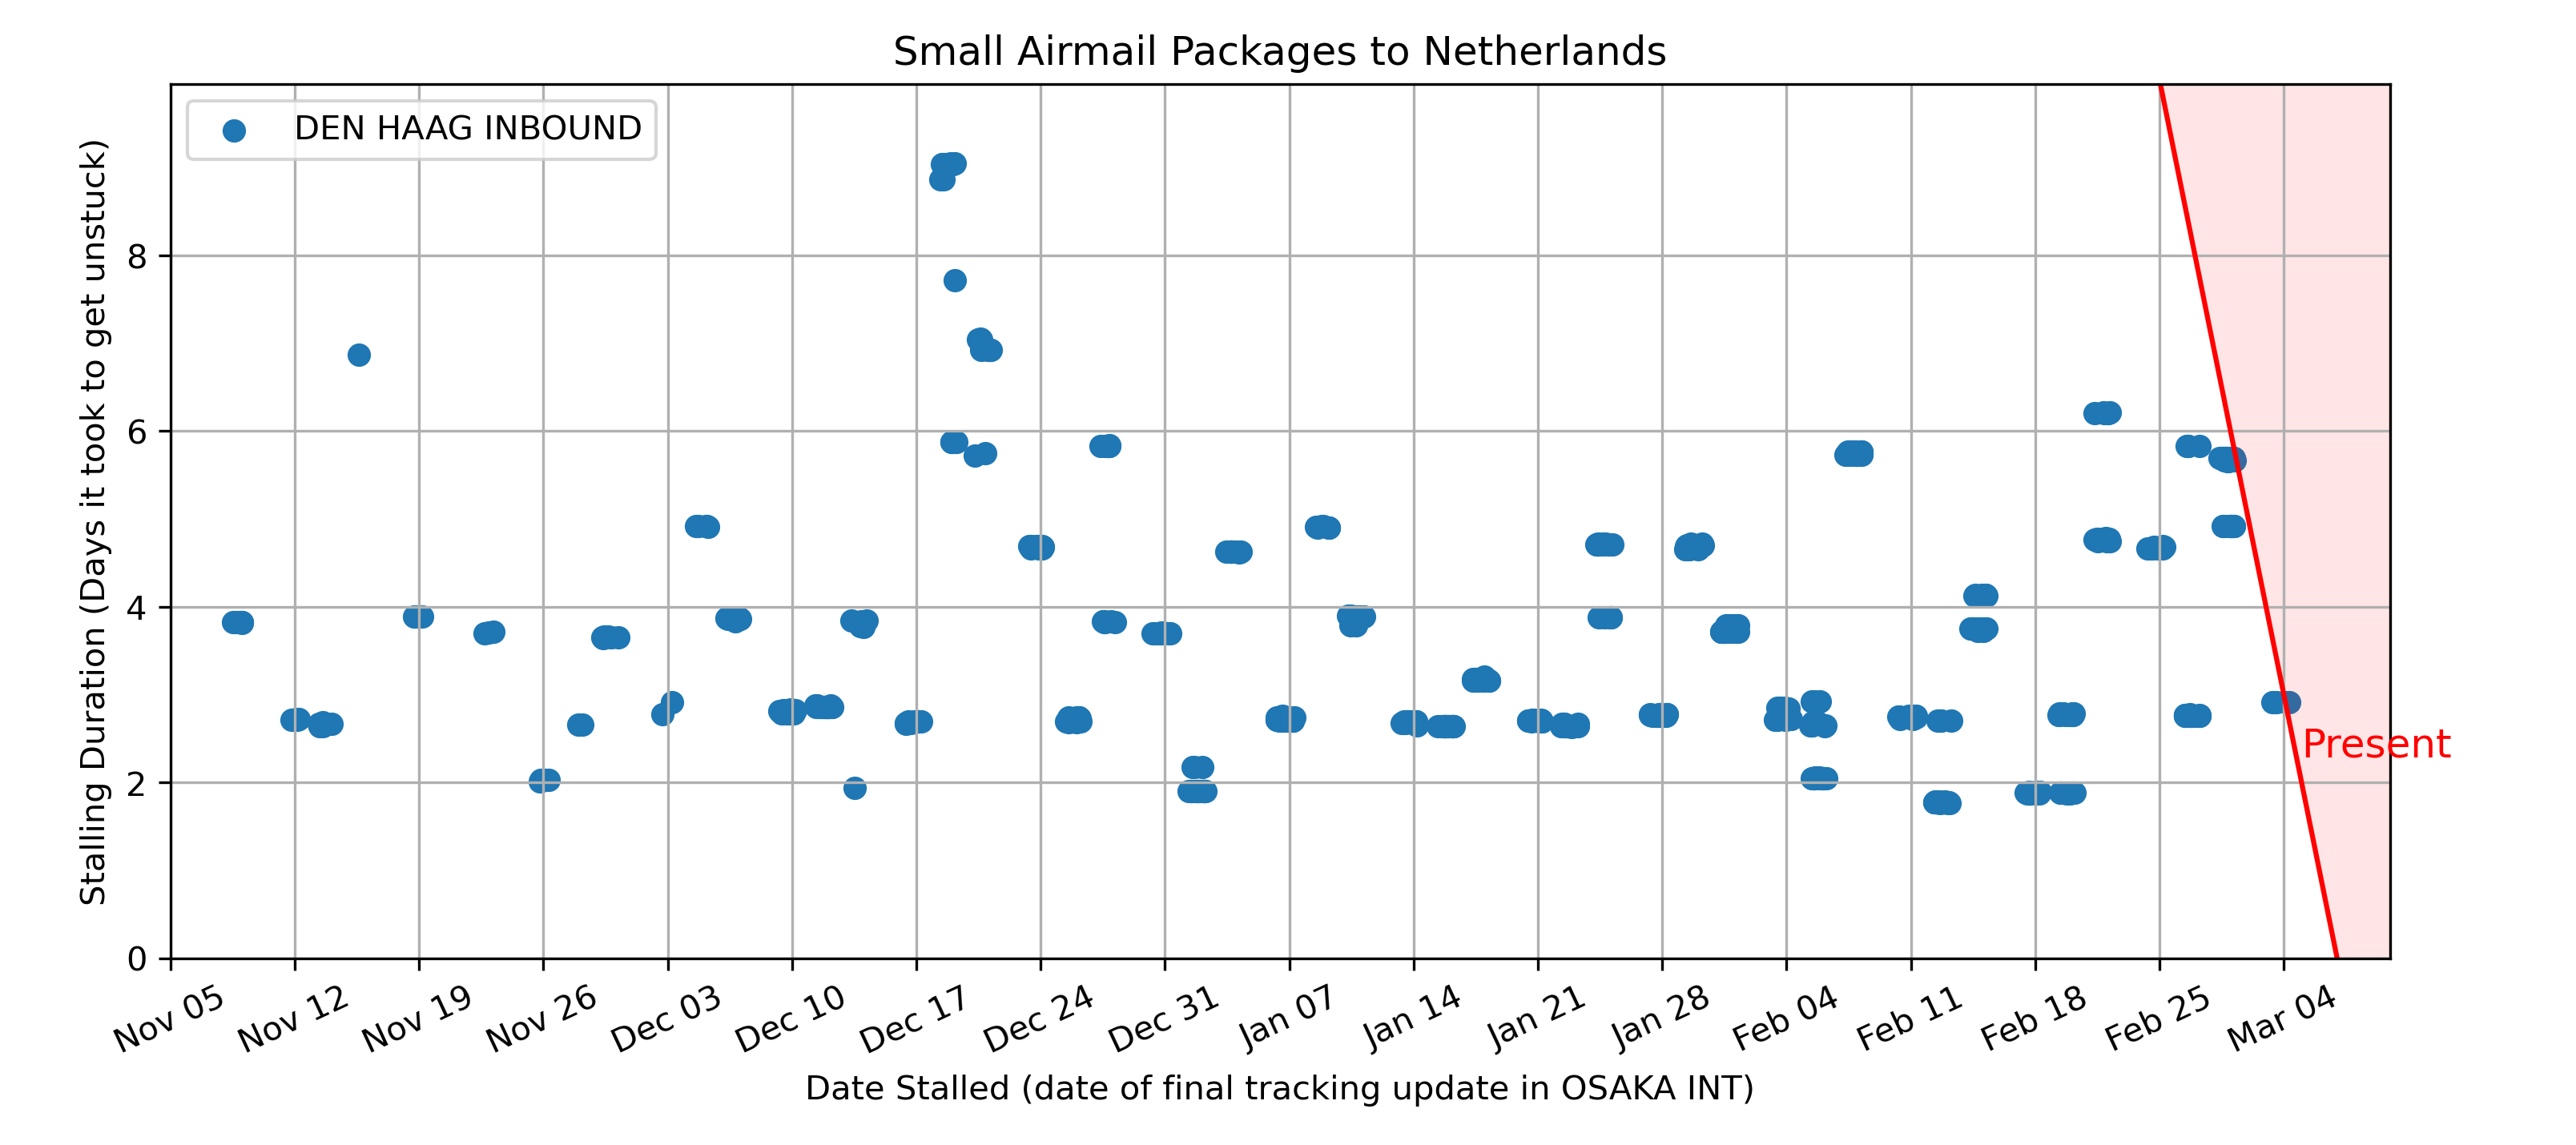 Small Airmail Packages to Netherlands
DEN HAAG INBOUND
Stalling Duration (Days it took to get unstuck)
8
6
4
2
0
Present
Nov 05
Nov 12
Nov 19
Nov 26
Dec 03
Dec 10
Dec 17
Dec 24
Dec 31
Jan 07
Jan 14
Jan 21
Jan 28
Feb 04
Feb 11
Feb 18
Feb 25
Mar 04
Date Stalled (date of final tracking update in OSAKA INT)